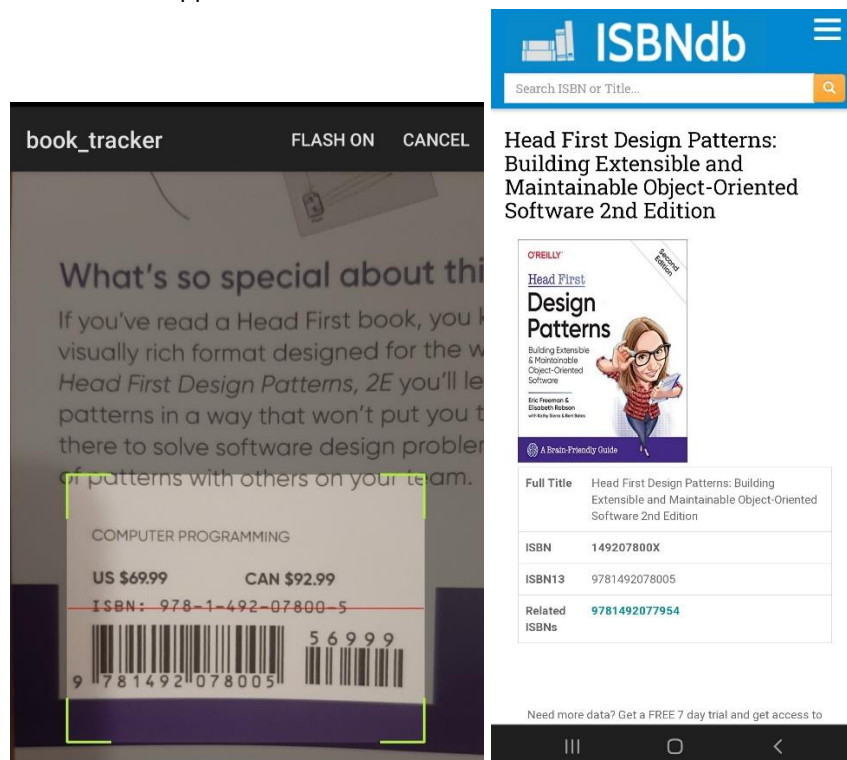 book_tracker FLASH ON CANCEL
What's so special about thi
If you've read a Head First book, you k
visually rich format designed for the w
Head First Design Patterns, 2E you'll le
patterns in a way that won't put you t
there to solve software design probler
of patterns with others on your team.
COMPUTER PROGRAMMING
US $69.99 CAN $92.99
ISBN: 978-1-492-07800-5
56999
9 781492 078005
ISBNdb
Search ISBN or Title...
Head First Design Patterns:
Building Extensible and
Maintainable Object-Oriented
Software 2nd Edition
O'REILLY
Second
Edition
Head First
Design
Patterns
Building Extensible
& Maintainable
Object-Oriented
Software
Eric Freeman &
Elisabeth Robson
with Kathy Sierra & Bert Bates
A Brain-Friendly Guide
Full Title Head First Design Patterns: Building
Extensible and Maintainable Object-Oriented
Software 2nd Edition
ISBN 149207800X
ISBN13 9781492078005
Related 9781492077954
ISBNs
Need more data? Get a FREE 7 day trial and get access to